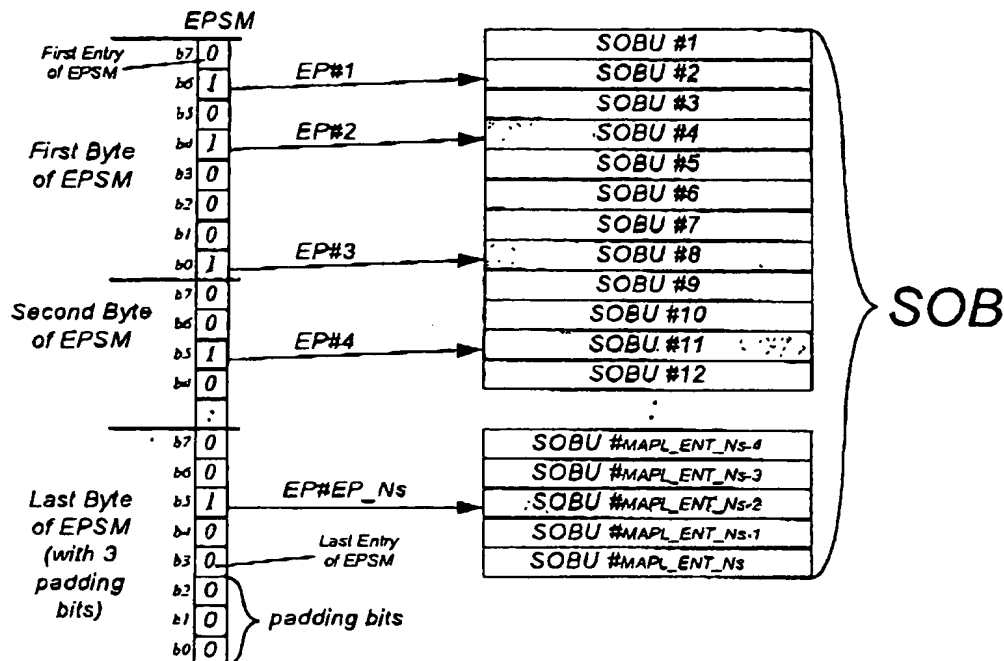 EPSM
First Entry
of EPSM
b7 0
b6 1
b5 0
b4 1
b3 0
b2 0
b1 0
b0 1
First Byte
of EPSM
EP#1
EP#2
EP#3
b7 0
b6 0
b5 1
b4 0
:
Second Byte
of EPSM
EP#4
b7 0
b6 0
b5 1
b4 0
b3 0
b2 0
b1 0
b0 0
Last Byte
of EPSM
(with 3
padding
bits)
EP#EP_Ns
Last Entry
of EPSM
padding bits
SOBU #1
SOBU #2
SOBU #3
SOBU #4
SOBU #5
SOBU #6
SOBU #7
SOBU #8
SOBU #9
SOBU #10
SOBU #11
SOBU #12
:
SOBU #MAPL_ENT_Ns-4
SOBU #MAPL_ENT_Ns-3
SOBU #MAPL_ENT_Ns-2
SOBU #MAPL_ENT_Ns-1
SOBU #MAPL_ENT_Ns
SOB